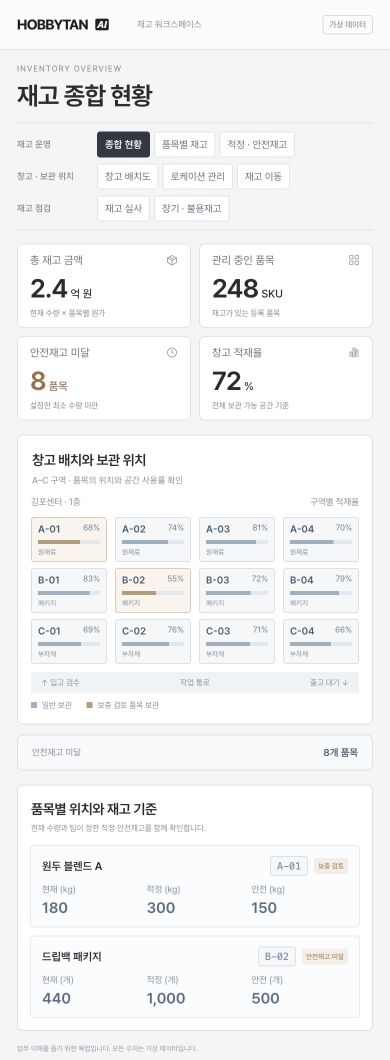 HOBBYTAN AI 재고 워크스페이스 가상 데이터
INVENTORY OVERVIEW
재고 종합 현황
재고 운영 종합 현황 품목별 재고 적정 · 안전재고
창고 · 보관 위치 창고 배치도 로케이션 관리 재고 이동
재고 점검 재고 실사 장기 · 불용재고
총 재고 금액
2.4 억 원
현재 수량 × 품목별 원가
관리 중인 품목
248 SKU
재고가 있는 등록 품목
안전재고 미달
8 품목
설정한 최소 수량 미만
창고 적재율
72 %
전체 보관 가능 공간 기준
창고 배치와 보관 위치
A–C 구역 · 품목의 위치와 공간 사용률 확인
김포센터 · 1층 구역별 적재율
A-01 68% A-02 74% A-03 81% A-04 70%
원재료 원재료 원재료 원재료
B-01 83% B-02 55% B-03 72% B-04 79%
패키지 패키지 패키지 패키지
C-01 69% C-02 76% C-03 71% C-04 66%
부자재 부자재 부자재 부자재
↑ 입고 검수 작업 통로 출고 대기 ↓
일반 보관 보충 검토 품목 보관
안전재고 미달 8개 품목
품목별 위치와 재고 기준
현재 수량과 팀이 정한 적정·안전재고를 함께 확인합니다.
원두 블렌드 A A-01 보충 검토
현재 (kg) 적정 (kg) 안전 (kg)
180 300 150
드립백 패키지 B-02 안전재고 미달
현재 (개) 적정 (개) 안전 (개)
440 1,000 500
업무 이해를 돕기 위한 목업입니다. 모든 수치는 가상 데이터입니다.